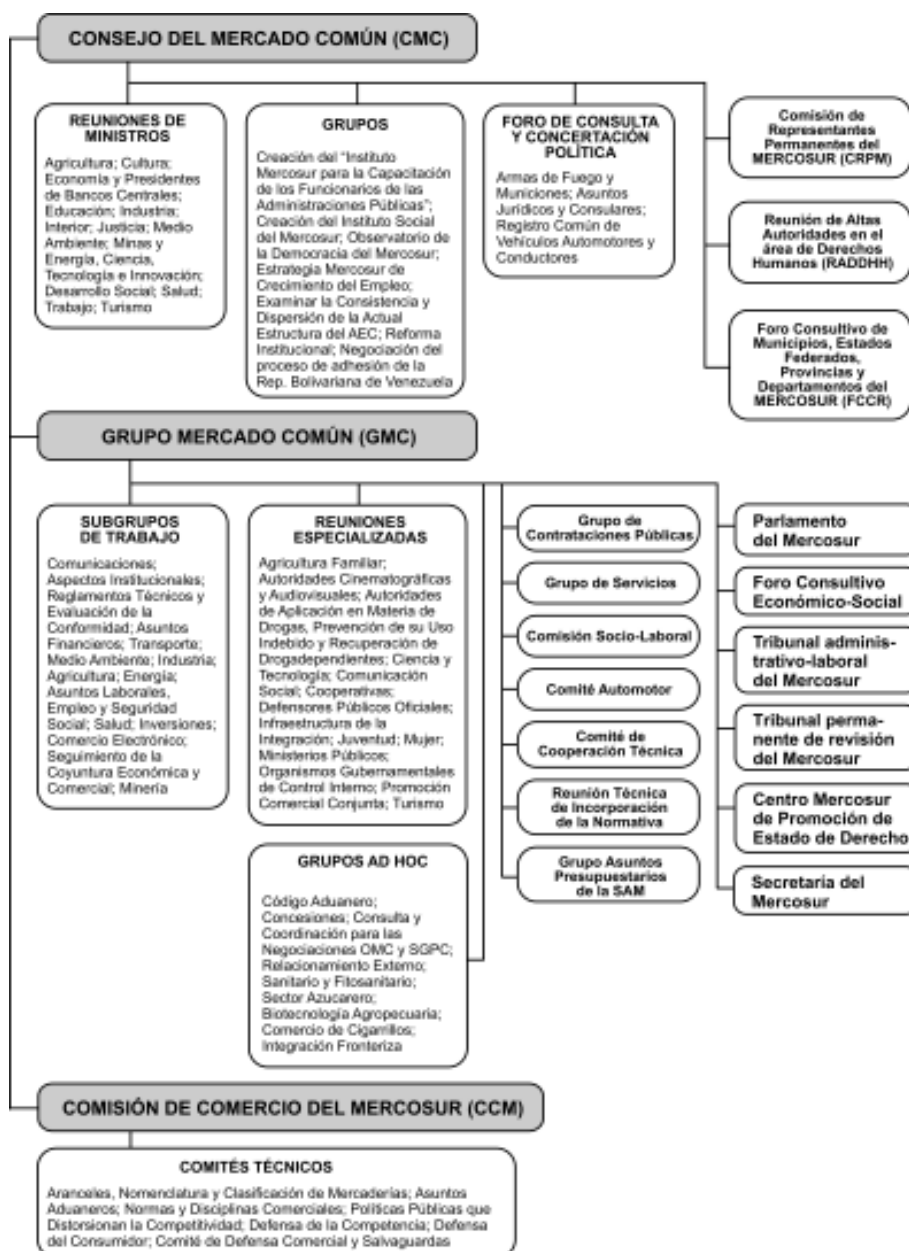 CONSEJO DEL MERCADO COMÚN (CMC)
REUNIONES DE
MINISTROS
Agricultura; Cultura;
Economía y Presidentes
de Bancos Centrales;
Educación; Industria;
Interior; Justicia; Medio
Ambiente; Minas y
Energía, Ciencia,
Tecnología e Innovación;
Desarrollo Social; Salud;
Trabajo; Turismo
GRUPOS
Creación del "Instituto
Mercosur para la Capacitación
de los Funcionarios de las
Administraciones Públicas";
Creación del Instituto Social
del Mercosur; Observatorio de
la Democracia del Mercosur;
Estrategia Mercosur de
Crecimiento del Empleo;
Examinar la Consistencia y
Dispersión de la Actual
Estructura del AEC; Reforma
Institucional; Negociación del
proceso de adhesión de la
Rep. Bolivariana de Venezuela
FORO DE CONSULTA
Y CONCERTACIÓN
POLÍTICA
Armas de Fuego y
Municiones; Asuntos
Jurídicos y Consulares;
Registro Común de
Vehículos Automotores y
Conductores
Comisión de
Representantes
Permanentes del
MERCOSUR (CRPM)
Reunión de Altas
Autoridades en el
área de Derechos
Humanos (RADDHH)
Foro Consultivo de
Municipios, Estados
Federados,
Provincias y
Departamentos del
MERCOSUR (FCCR)
GRUPO MERCADO COMÚN (GMC)
SUBGRUPOS
DE TRABAJO
Comunicaciones;
Aspectos Institucionales;
Reglamentos Técnicos y
Evaluación de la
Conformidad; Asuntos
Financieros; Transporte;
Medio Ambiente; Industria;
Agricultura; Energía;
Asuntos Laborales,
Empleo y Seguridad
Social; Salud; Inversiones;
Comercio Electrónico;
Seguimiento de la
Coyuntura Económica y
Comercial; Minería
REUNIONES
ESPECIALIZADAS
Agricultura Familiar;
Autoridades Cinematográficas
y Audiovisuales; Autoridades
de Aplicación en Materia de
Drogas, Prevención de su Uso
Indebido y Recuperación de
Drogadependientes; Ciencia y
Tecnología; Comunicación
Social; Cooperativas;
Defensores Públicos Oficiales;
Infraestructura de la
Integración; Juventud; Mujer;
Ministerios Públicos;
Organismos Gubernamentales
de Control Interno; Promoción
Comercial Conjunta; Turismo
GRUPOS AD HOC
Código Aduanero;
Concesiones; Consulta y
Coordinación para las
Negociaciones OMC y SGPC;
Relacionamiento Externo;
Sanitario y Fitosanitario;
Sector Azucarero;
Biotecnología Agropecuaria;
Comercio de Cigarrillos;
Integración Fronteriza
Grupo de
Contrataciones Públicas
Grupo de Servicios
Comisión Socio-Laboral
Comité Automotor
Comité de
Cooperación Técnica
Reunión Técnica
de Incorporación
de la Normativa
Grupo Asuntos
Presupuestarios
de la SAM
Parlamento
del Mercosur
Foro Consultivo
Económico-Social
Tribunal adminis-
trativo-laboral
del Mercosur
Tribunal perma-
nente de revisión
del Mercosur
Centro Mercosur
de Promoción de
Estado de Derecho
Secretaría del
Mercosur
COMISIÓN DE COMERCIO DEL MERCOSUR (CCM)
COMITÉS TÉCNICOS
Aranceles, Nomenclatura y Clasificación de Mercaderías; Asuntos
Aduaneros; Normas y Disciplinas Comerciales; Políticas Públicas que
Distorsionan la Competitividad; Defensa de la Competencia; Defensa
del Consumidor; Comité de Defensa Comercial y Salvaguardas